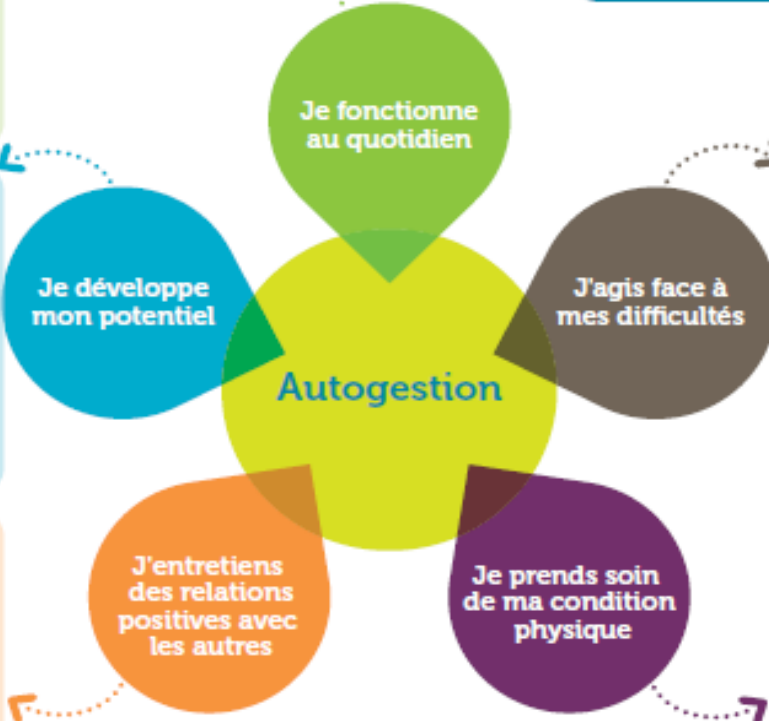 Je fonctionne
au quotidien
Je développe
mon potentiel
J'agis face à
mes difficultés
Autogestion
J'entretiens
des relations
positives avec
les autres
Je prends soin
de ma condition
physique